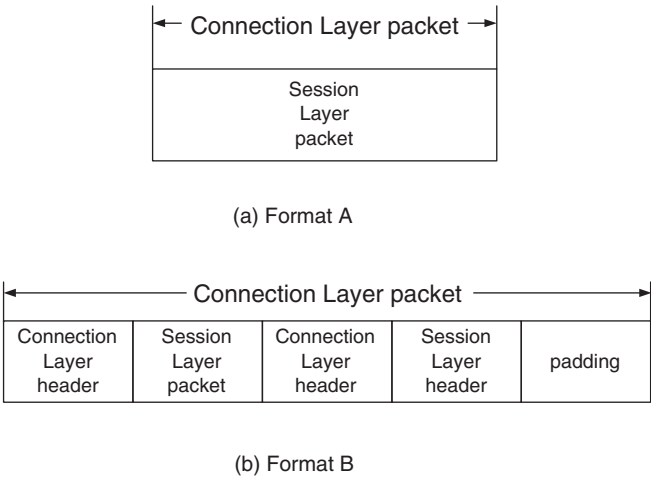 Connection Layer packet
Session
Layer
packet
(a) Format A
Connection Layer packet
Connection
Layer
header
Session
Layer
packet
Connection
Layer
header
Session
Layer
header
padding
(b) Format B